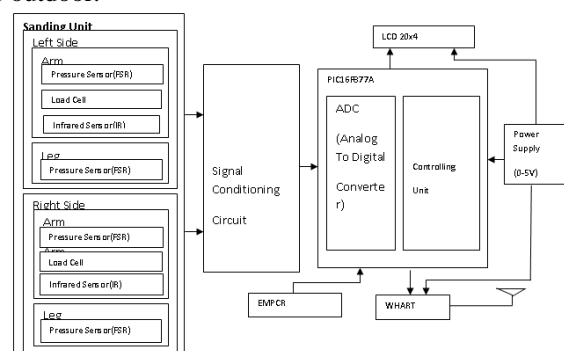 outdoor.
Sanding Unit
Left Side
Arm
Pressure Sensor(FSR)
Load Cell
Infrared Sensor(IR)
Leg
Pressure Sensor(FSR)
Right Side
Arm
Pressure Sensor(FSR)
Arm
Load Cell
Infrared Sensor(IR)
Leg
Pressure Sensor(FSR)
Signal
Conditioning
Circuit
LCD 20x4
PIC16F877A
ADC
(Analog
To Digital
Converte
r)
Controlling
Unit
Power
Supply
(0-5V)
EMPCR
WHART